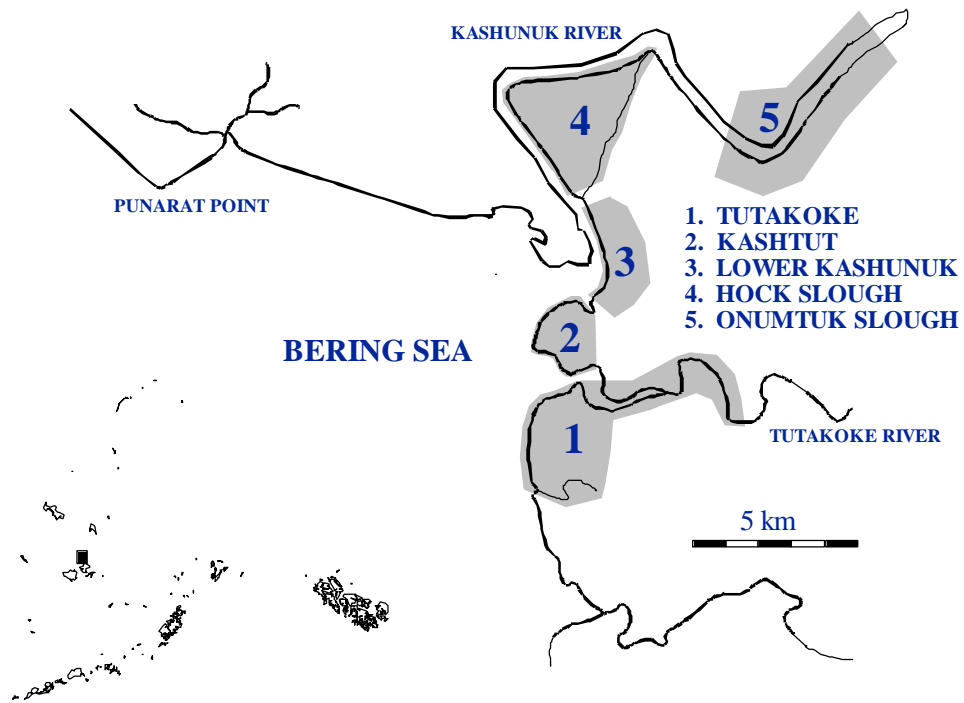 KASHUNUK RIVER
4
5
PUNARAT POINT
1. TUTAKOKE
2. KASHTUT
3. LOWER KASHUNUK
4. HOCK SLOUGH
5. ONUMTUK SLOUGH
3
2
BERING SEA
1
TUTAKOKE RIVER
5 km